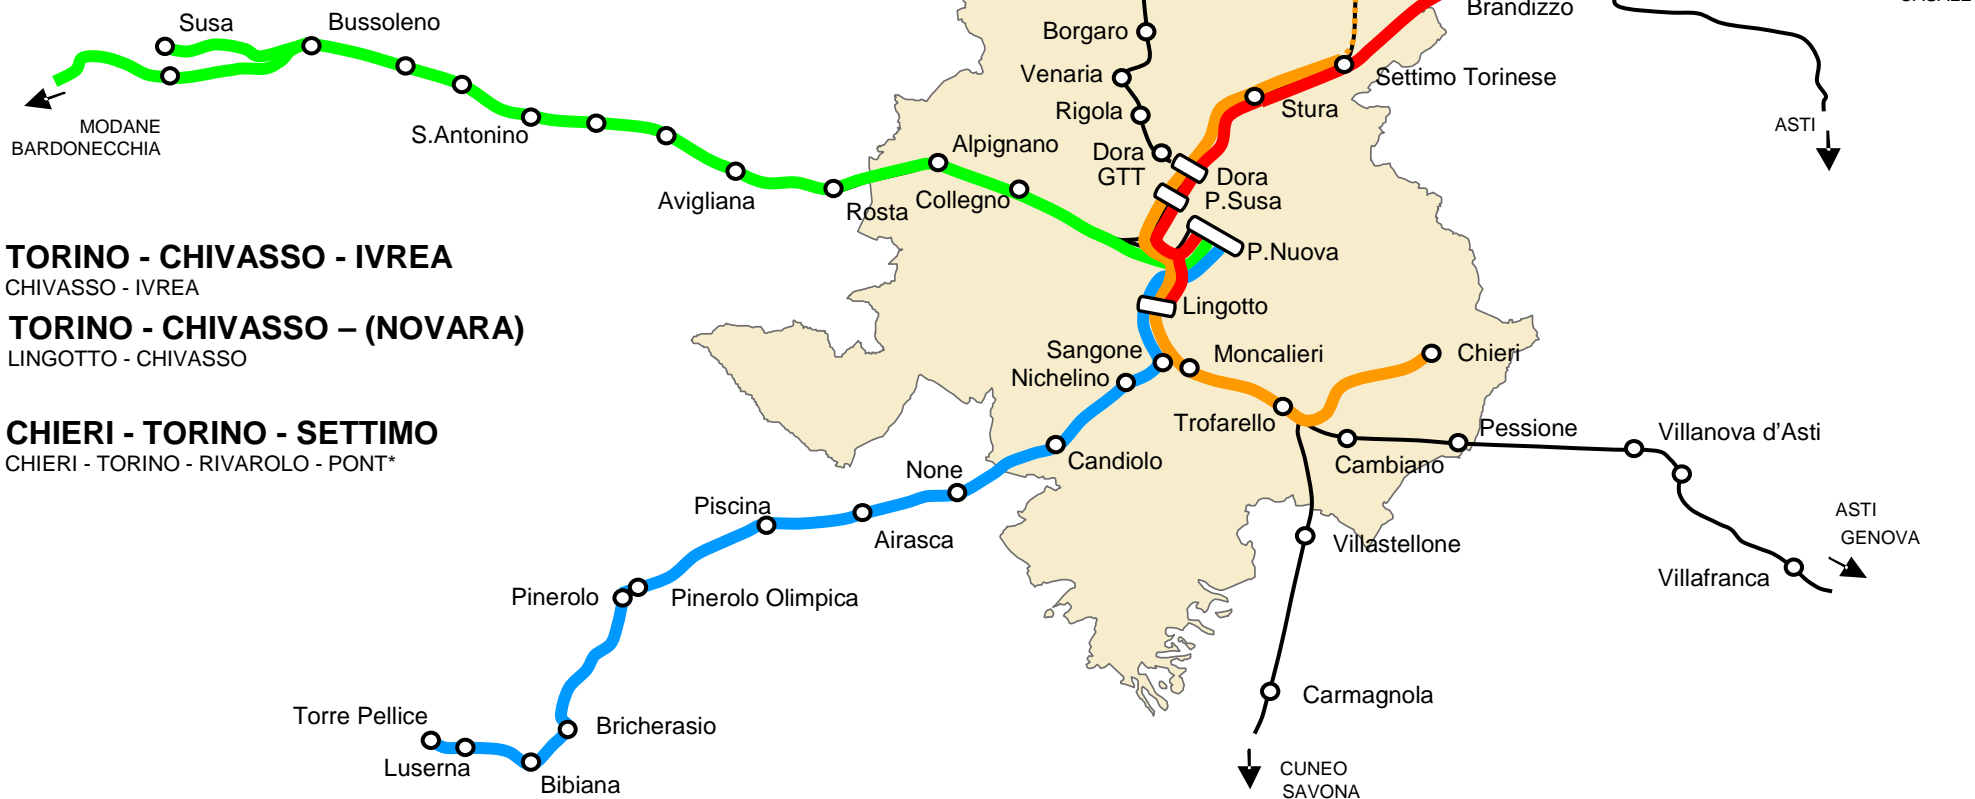 Susa
Bussoleno
Borgaro
Brandizzo
Venaria
Settimo Torinese
Rigola
Stura
MODANE
BARDONECCHIA
S.Antonino
ASTI
Alpignano
Dora
GTT
Dora
Avigliana
Rosta
Collegno
P.Susa
P.Nuova
TORINO - CHIVASSO - IVREA
CHIVASSO - IVREA
Lingotto
TORINO - CHIVASSO – (NOVARA)
LINGOTTO - CHIVASSO
Sangone
Moncalieri
Chieri
Nichelino
CHIERI - TORINO - SETTIMO
CHIERI - TORINO - RIVAROLO - PONT*
Trofarello
Pessione
Villanova d'Asti
None
Candiolo
Cambiano
Piscina
ASTI
GENOVA
Airasca
Villastellone
Villafranca
Pinerolo
Pinerolo Olimpica
Carmagnola
Torre Pellice
Bricherasio
Luserna
Bibiana
CUNEO
SAVONA